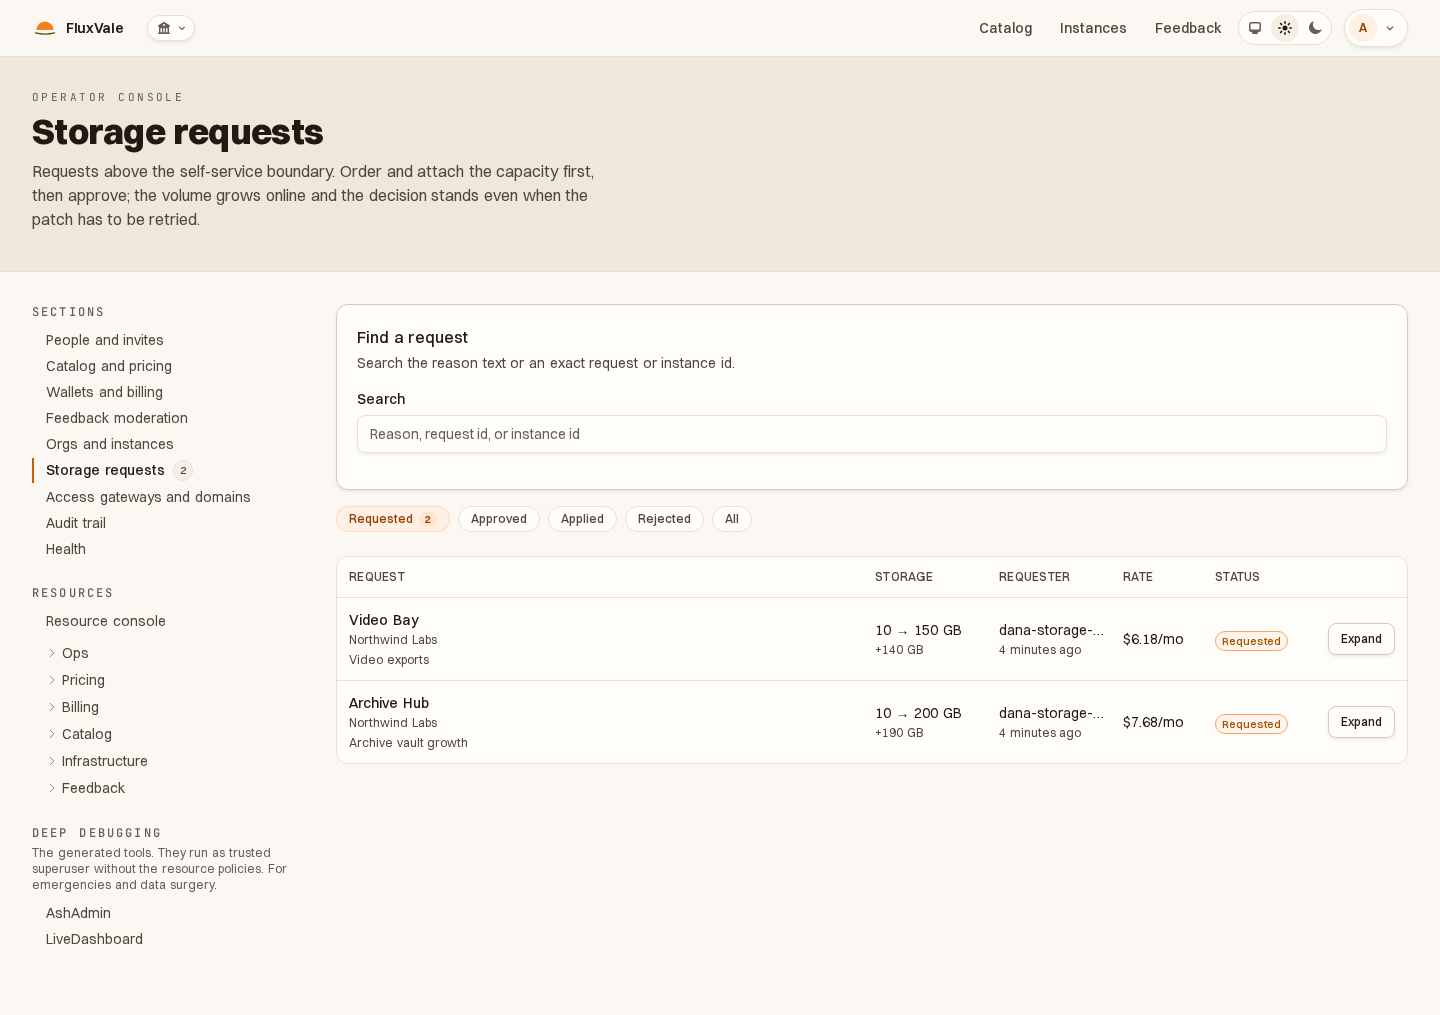 FluxVale
Catalog
Instances
Feedback
A
OPERATOR CONSOLE
Storage requests
Requests above the self-service boundary. Order and attach the capacity first,
then approve; the volume grows online and the decision stands even when the
patch has to be retried.
SECTIONS
People and invites
Catalog and pricing
Wallets and billing
Feedback moderation
Orgs and instances
Storage requests 2
Access gateways and domains
Audit trail
Health
RESOURCES
Resource console
Ops
Pricing
Billing
Catalog
Infrastructure
Feedback
DEEP DEBUGGING
The generated tools. They run as trusted
superuser without the resource policies. For
emergencies and data surgery.
AshAdmin
LiveDashboard
Find a request
Search the reason text or an exact request or instance id.
Search
Reason, request id, or instance id
Requested 2
Approved
Applied
Rejected
All
REQUEST STORAGE REQUESTER RATE STATUS
Video Bay
Northwind Labs
Video exports
10 → 150 GB
+140 GB
dana-storage-...
4 minutes ago
$6.18/mo
Requested
Expand
Archive Hub
Northwind Labs
Archive vault growth
10 → 200 GB
+190 GB
dana-storage-...
4 minutes ago
$7.68/mo
Requested
Expand